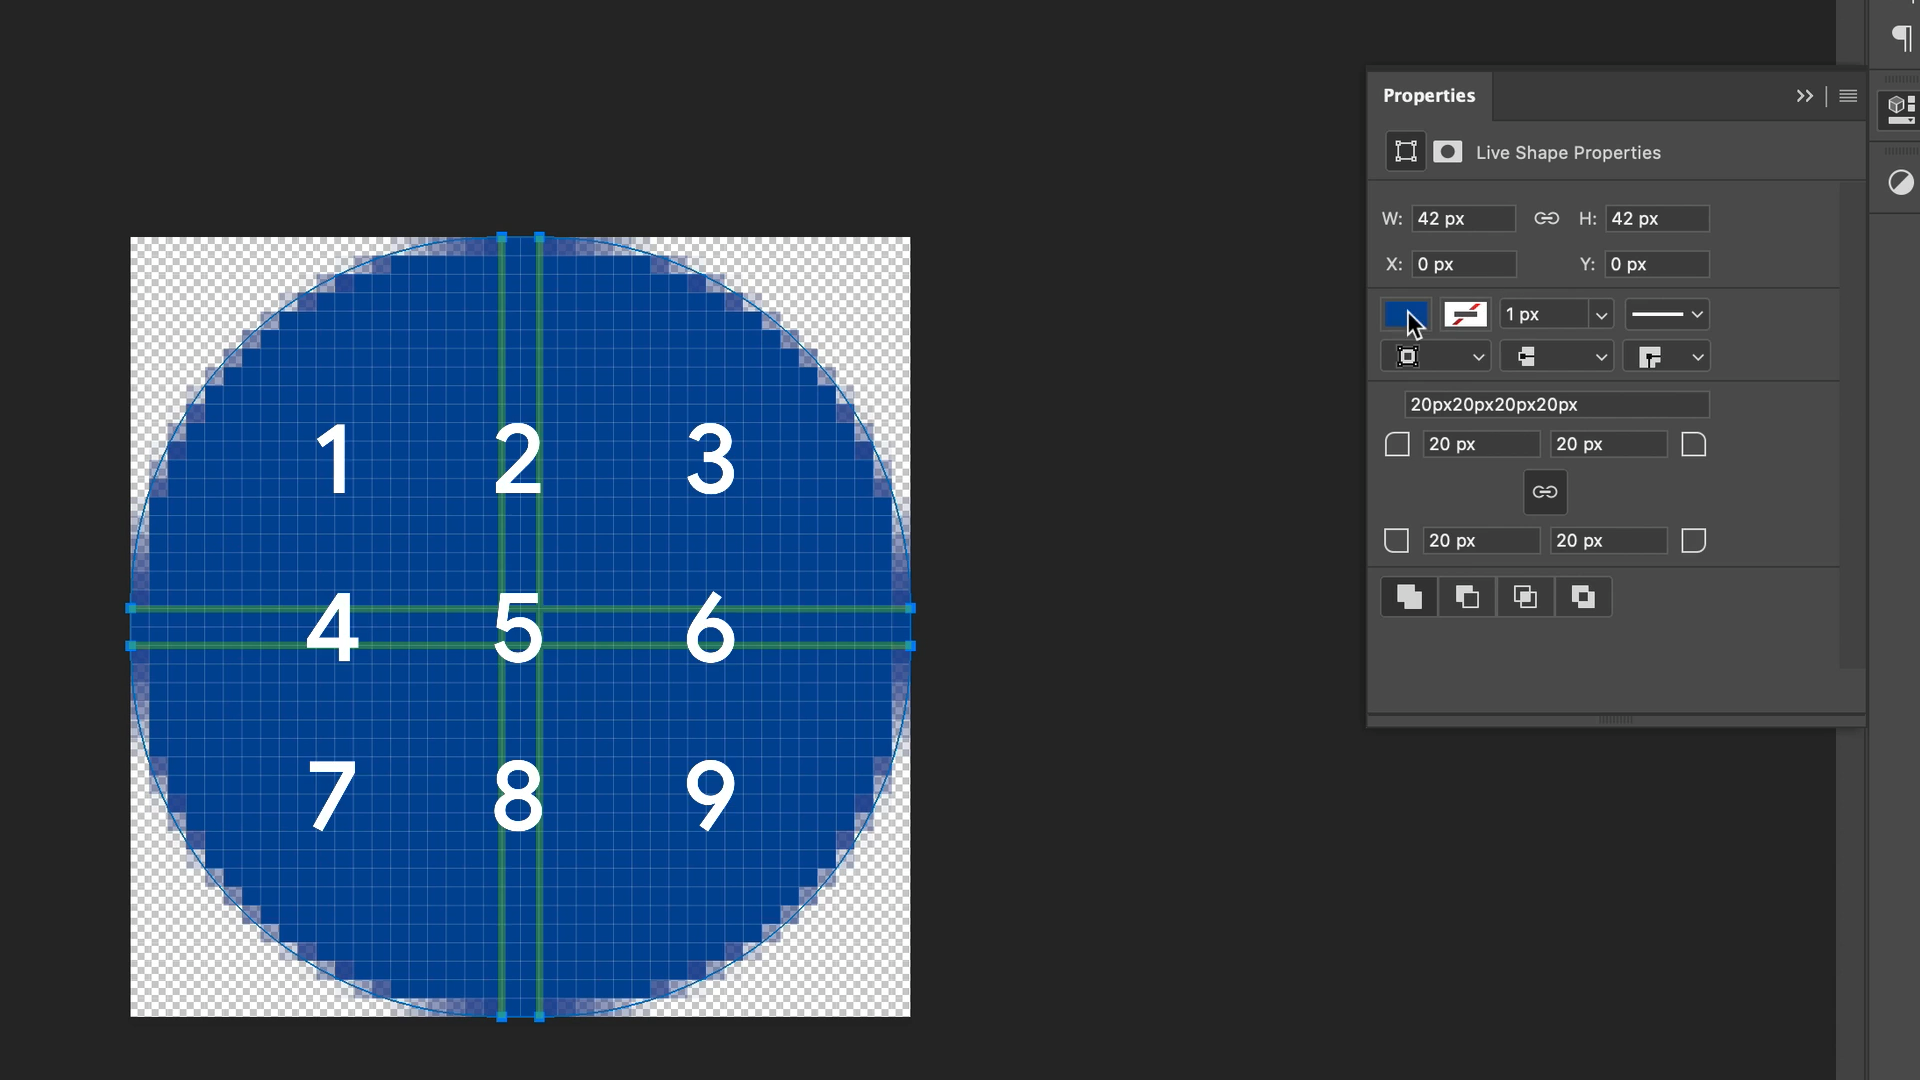 Properties
Live Shape Properties
W: 42 px H: 42 px
X: 0 px Y: 0 px
1 px
20px20px20px20px
20 px 20 px
20 px 20 px
1 2 3
4 5 6
7 8 9